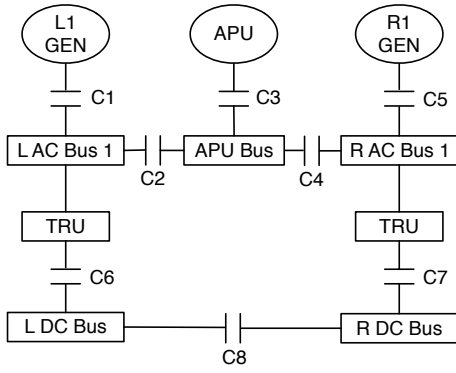 L1
GEN
APU
R1
GEN
C1
C3
C5
L AC Bus 1
APU Bus
R AC Bus 1
C2
C4
TRU
TRU
C6
C7
L DC Bus
R DC Bus
C8